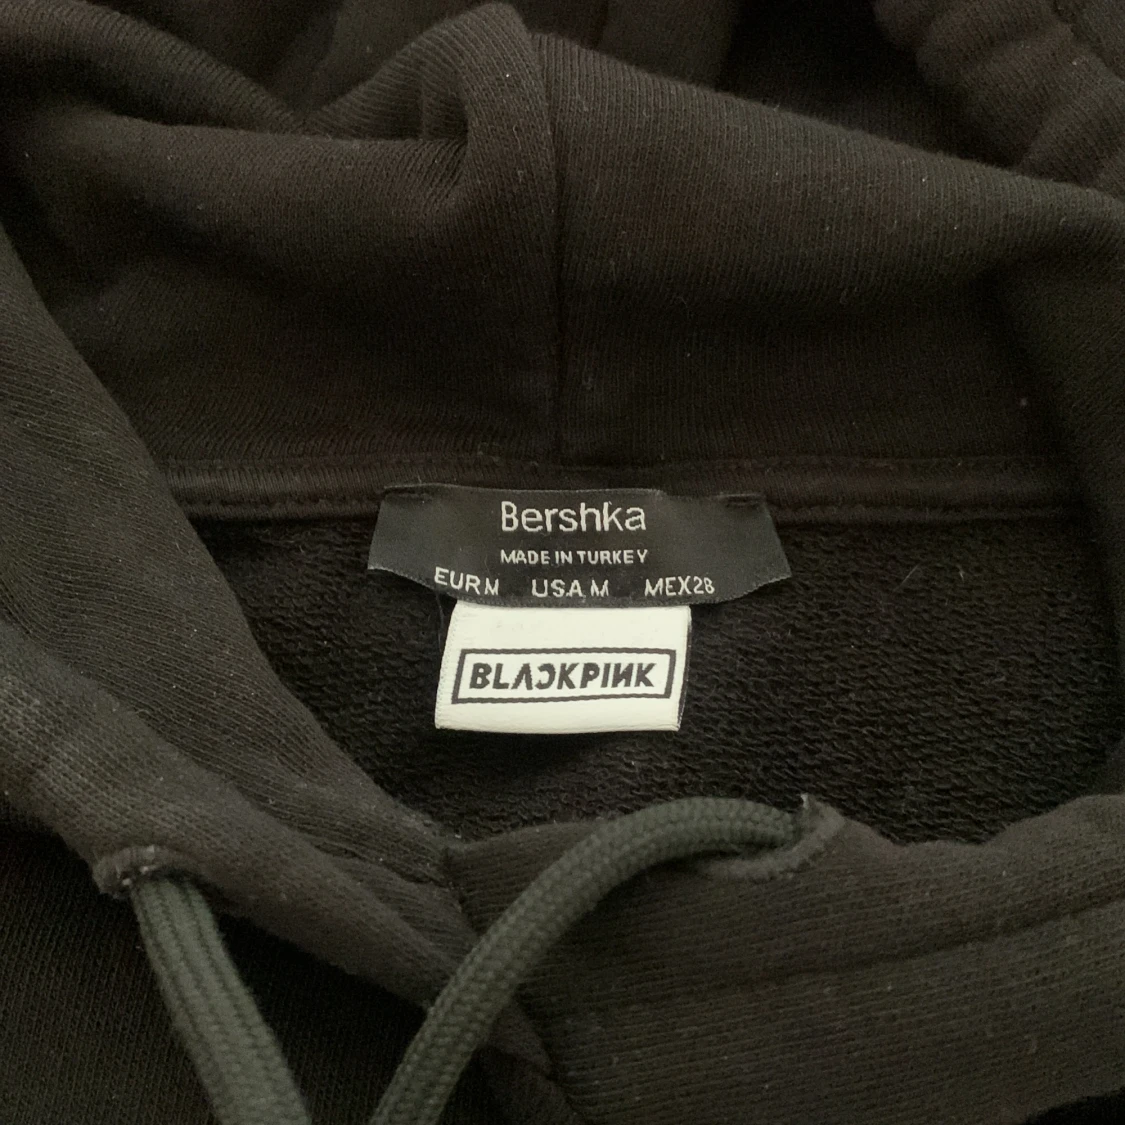 Bershka
MADE IN TURKEY
EUR M USA M MEX 28
BLACKPINK